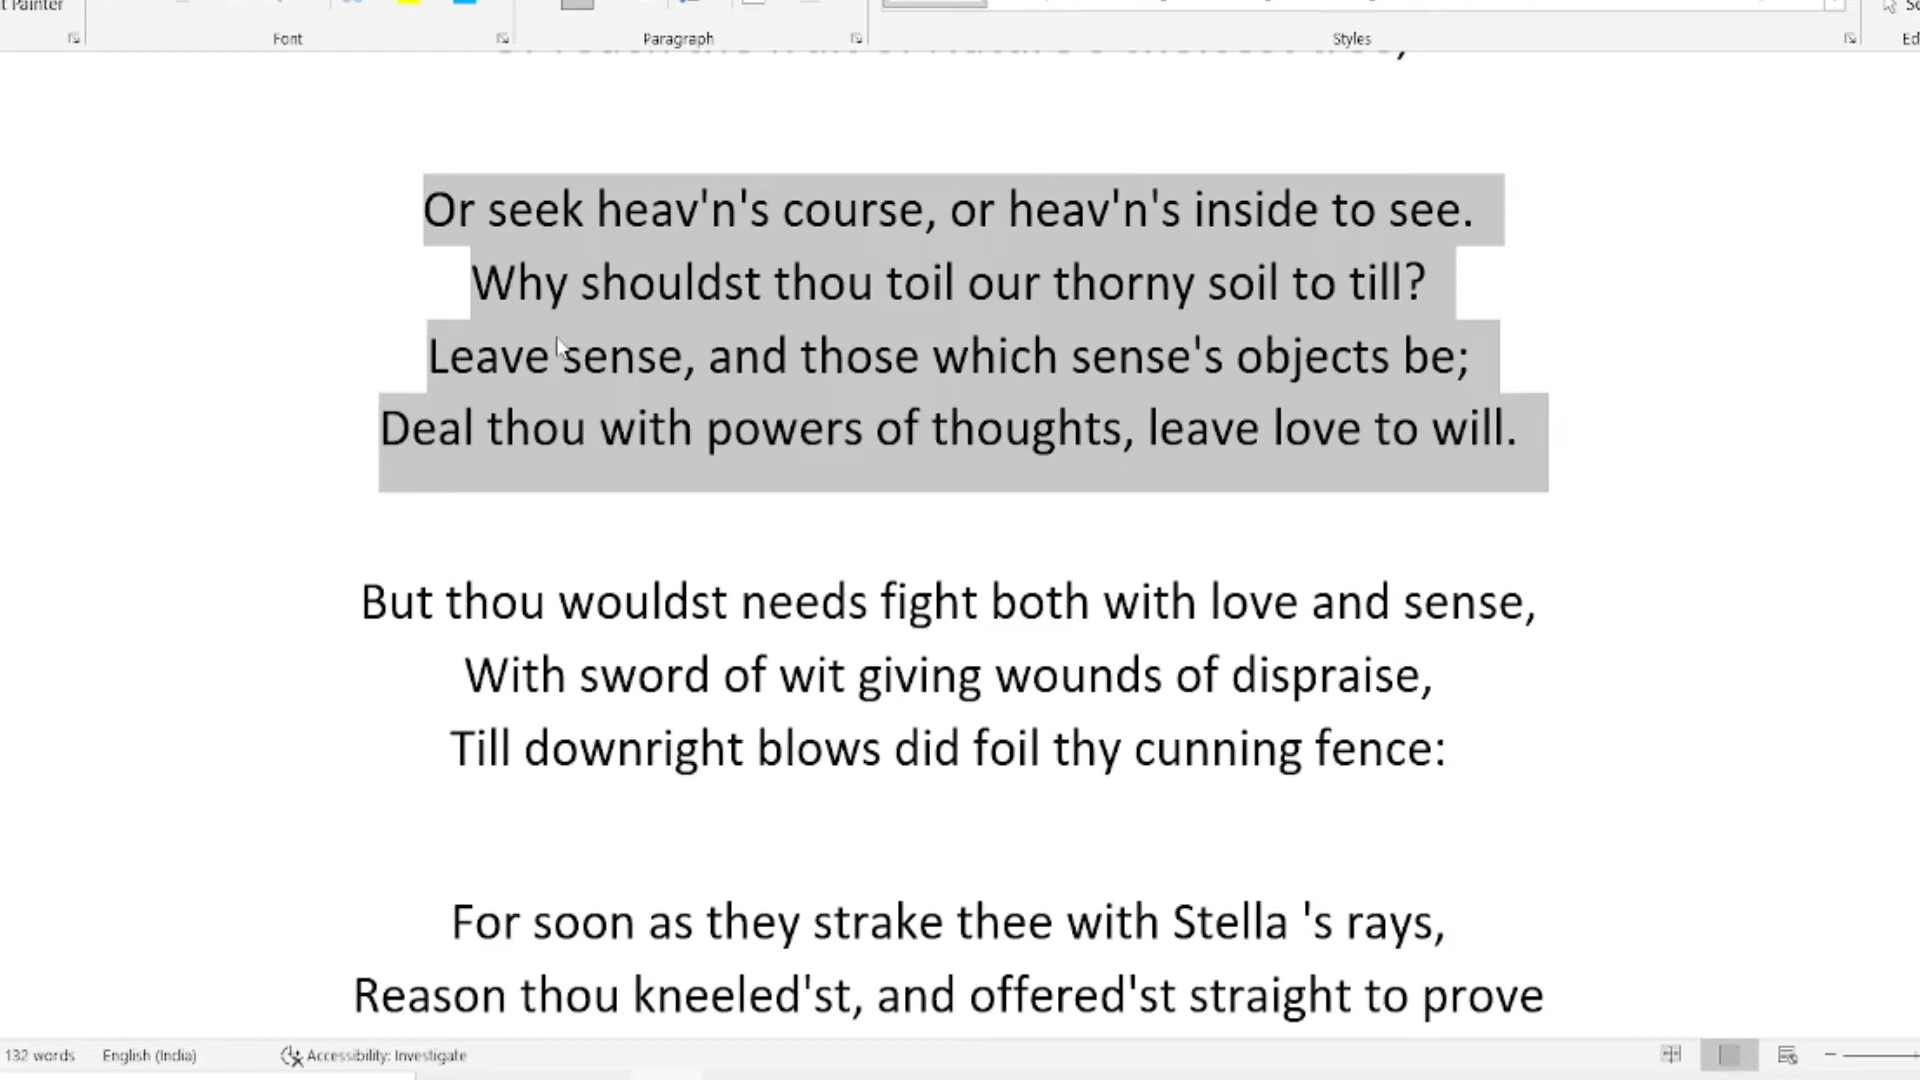 t Painter
Font
Paragraph
Styles
Ed
Or seek heav'n's course, or heav'n's inside to see.
Why shouldst thou toil our thorny soil to till?
Leave sense, and those which sense's objects be;
Deal thou with powers of thoughts, leave love to will.
But thou wouldst needs fight both with love and sense,
With sword of wit giving wounds of dispraise,
Till downright blows did foil thy cunning fence:
For soon as they strake thee with Stella 's rays,
Reason thou kneeled'st, and offered'st straight to prove
132 words English (India) Accessibility: Investigate